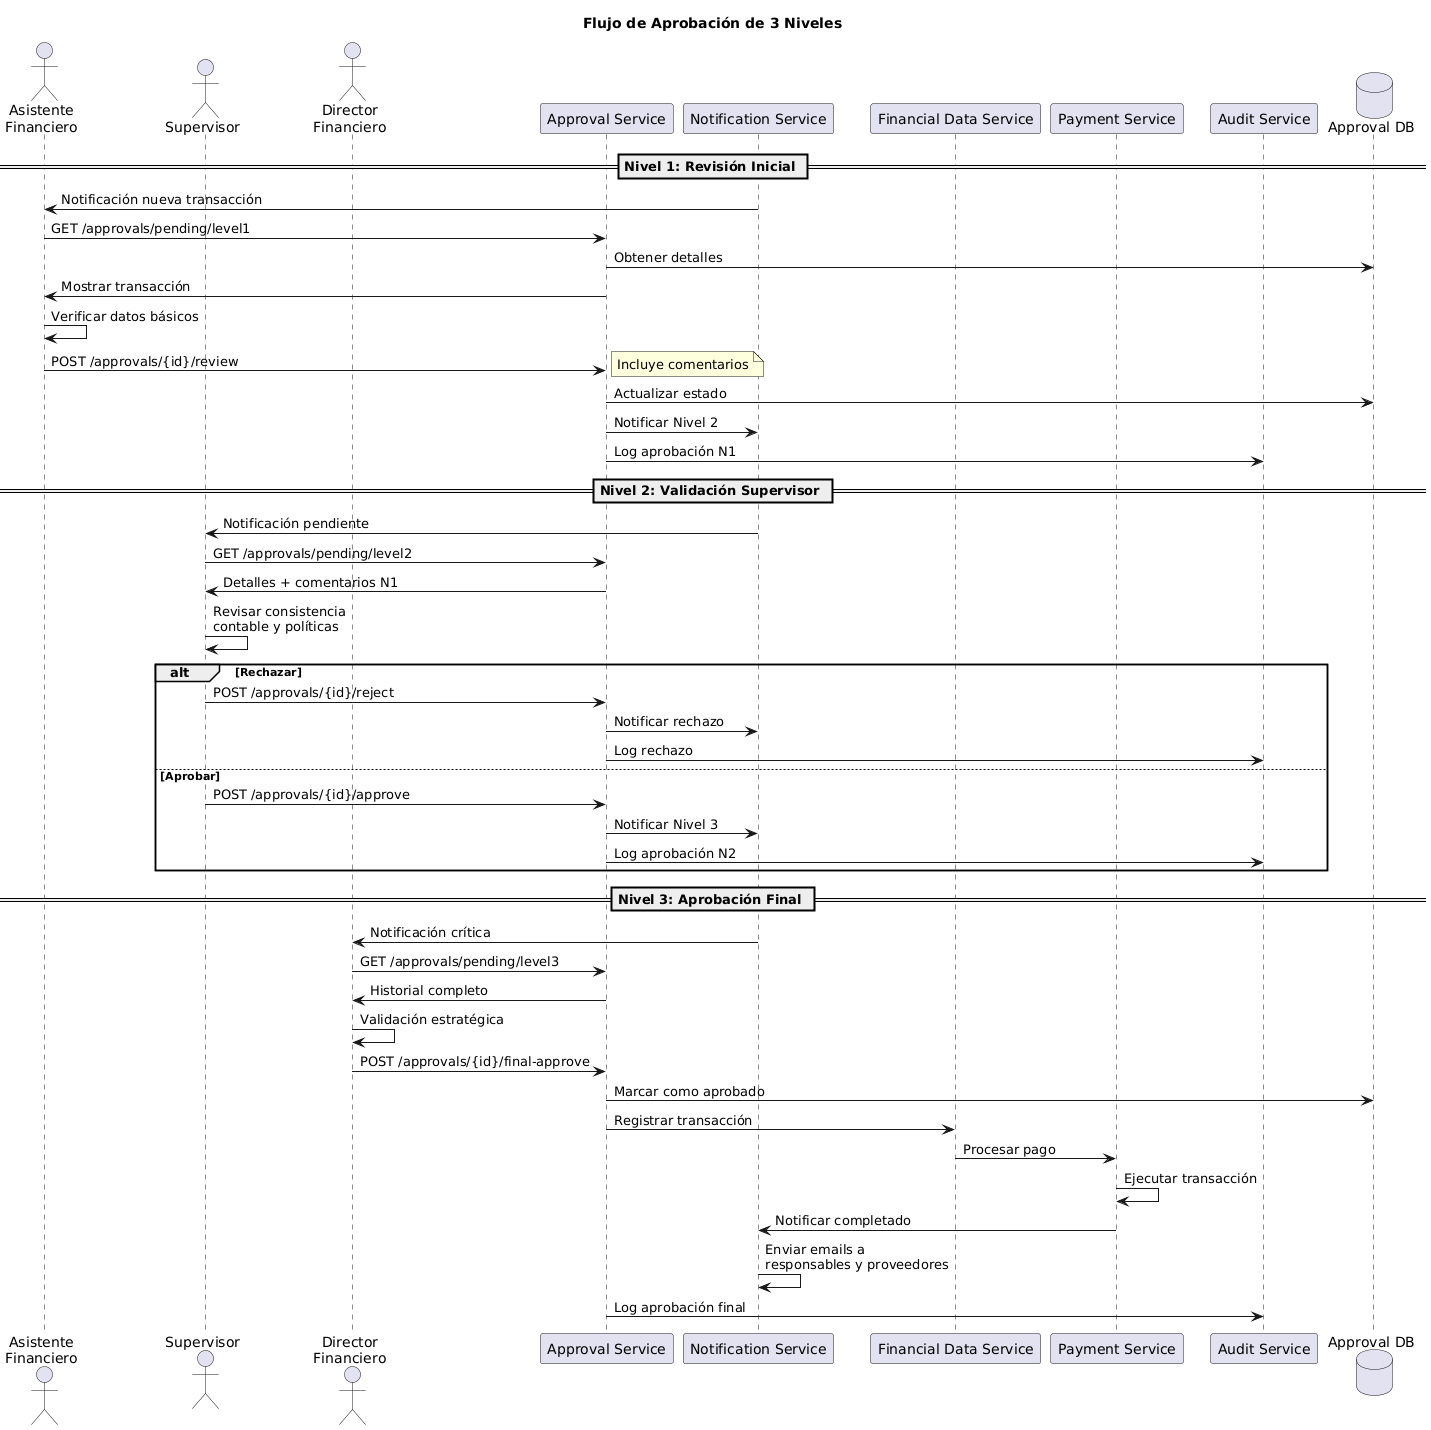 Flujo de Aprobación de 3 Niveles
Asistente
Financiero
Supervisor
Director
Financiero
Approval Service
Notification Service
Financial Data Service
Payment Service
Audit Service
Approval DB
Nivel 1: Revisión Inicial
Notificación nueva transacción
GET /approvals/pending/level1
Obtener detalles
Mostrar transacción
Verificar datos básicos
POST /approvals/{id}/review
Incluye comentarios
Actualizar estado
Notificar Nivel 2
Log aprobación N1
Nivel 2: Validación Supervisor
Notificación pendiente
GET /approvals/pending/level2
Detalles + comentarios N1
Revisar consistencia
contable y políticas
alt [Rechazar]
POST /approvals/{id}/reject
Notificar rechazo
Log rechazo
[Aprobar]
POST /approvals/{id}/approve
Notificar Nivel 3
Log aprobación N2
Nivel 3: Aprobación Final
Notificación crítica
GET /approvals/pending/level3
Historial completo
Validación estratégica
POST /approvals/{id}/final-approve
Marcar como aprobado
Registrar transacción
Procesar pago
Ejecutar transacción
Notificar completado
Enviar emails a
responsables y proveedores
Log aprobación final
Asistente
Financiero
Supervisor
Director
Financiero
Approval Service
Notification Service
Financial Data Service
Payment Service
Audit Service
Approval DB